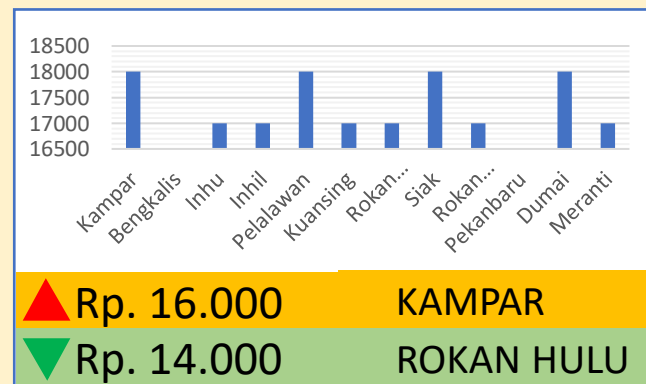 18500
18000
17500
17000
16500
Kampar
Bengkalis
Inhu
Inhil
Pelalawan
Kuansing
Rokan...
Siak
Rokan...
Pekanbaru
Dumai
Meranti
Rp. 16.000 KAMPAR
Rp. 14.000 ROKAN HULU